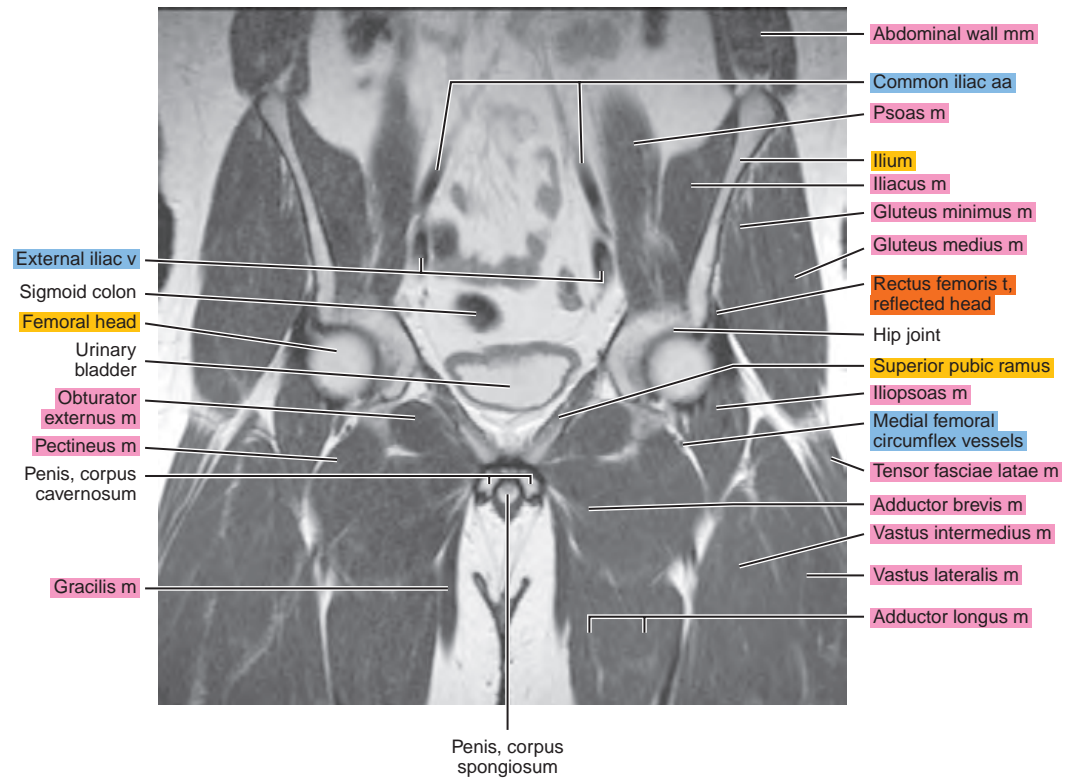 Abdominal wall mm
Common iliac aa
Psoas m
Ilium
Iliacus m
Gluteus minimus m
Gluteus medius m
Rectus femoris t,
reflected head
Hip joint
Superior pubic ramus
Iliopsoas m
Medial femoral
circumflex vessels
Tensor fasciae latae m
Adductor brevis m
Vastus intermedius m
Vastus lateralis m
Adductor longus m
External iliac v
Sigmoid colon
Femoral head
Urinary
bladder
Obturator
externus m
Pectineus m
Penis, corpus
cavernosum
Gracilis m
Penis, corpus
spongiosum